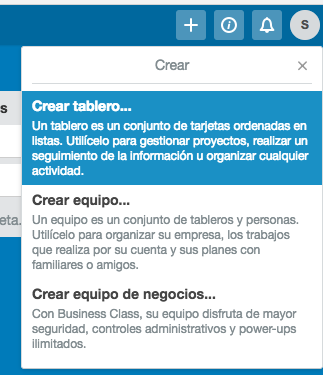 S
Crear
s
Crear tablero...
Un tablero es un conjunto de tarjetas ordenadas en
listas. Utilícelo para gestionar proyectos, realizar un
seguimiento de la información u organizar cualquier
actividad.
eta.
Crear equipo...
Un equipo es un conjunto de tableros y personas.
Utilícelo para organizar su empresa, los trabajos
que realiza por su cuenta y sus planes con
familiares o amigos.
Crear equipo de negocios...
Con Business Class, su equipo disfruta de mayor
seguridad, controles administrativos y power-ups
ilimitados.